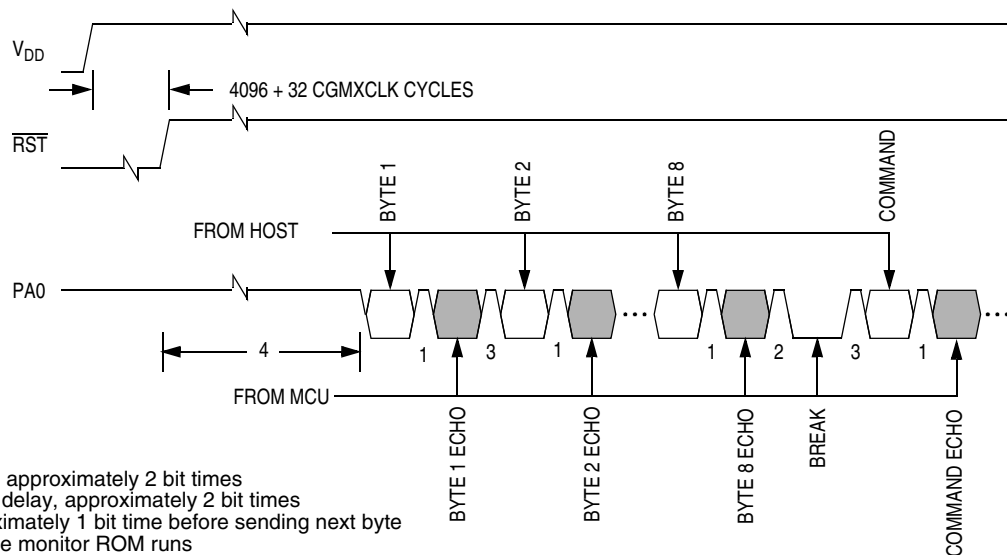 VDD
4096 + 32 CGMXCLK CYCLES
RST
BYTE 1
BYTE 2
BYTE 8
COMMAND
FROM HOST
PA0
4
1
3
1
1
2
3
1
FROM MCU
BYTE 1 ECHO
BYTE 2 ECHO
BYTE 8 ECHO
BREAK
COMMAND ECHO
approximately 2 bit times
delay, approximately 2 bit times
ximately 1 bit time before sending next byte
e monitor ROM runs